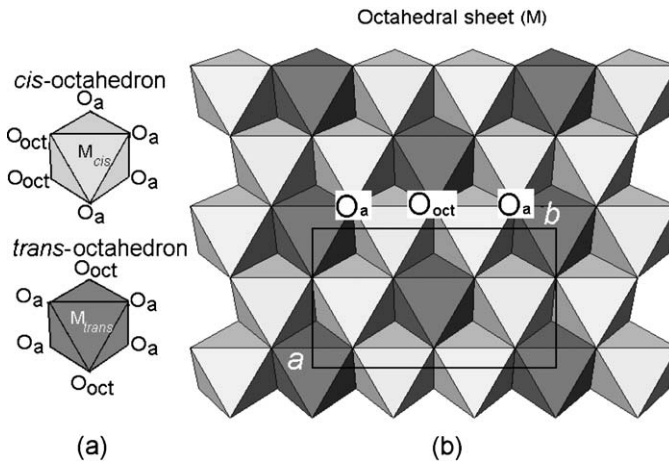 Octahedral sheet (M)
cis-octahedron
Oa
Ooct
Oa
Mcis
Ooct
Oa
Oa
trans-octahedron
Ooct
Oa
Oa
Mtrans
Oa
Oa
Ooct
Oa
Ooct
Oa
b
a
(a)
(b)